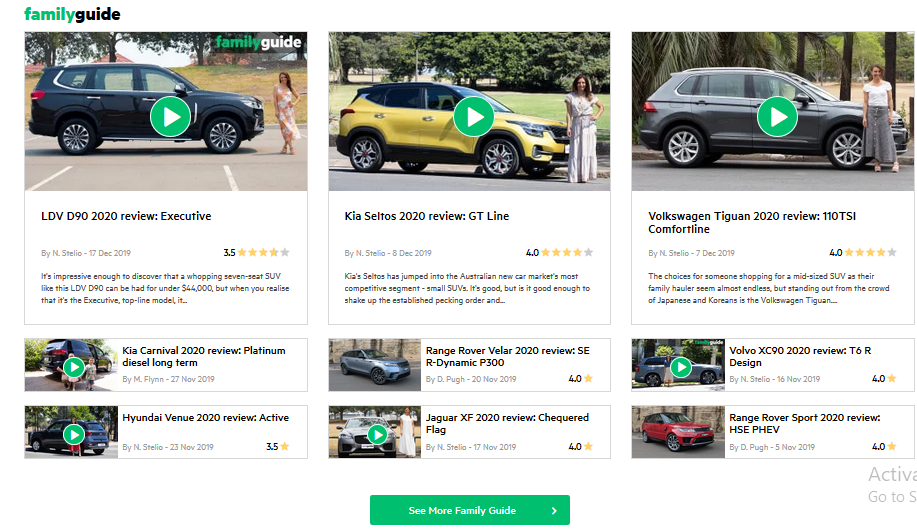 familyguide
familyguide
LDV D90 2020 review: Executive
By N. Stelio - 17 Dec 2019 3.5
It's impressive enough to discover that a whopping seven-seat SUV
like this LDV D90 can be had for under $44,000, but when you realise
that it's the Executive, top-line model, it...
Kia Seltos 2020 review: GT Line
By N. Stelio - 8 Dec 2019 4.0
Kia's Seltos has jumped into the Australian new car market's most
competitive segment - small SUVs. It's good, but is it good enough to
shake up the established pecking order and...
Volkswagen Tiguan 2020 review: 110TSI
Comfortline
By N. Stelio - 7 Dec 2019 4.0
The choices for someone shopping for a mid-sized SUV as their
family hauler seem almost endless, but standing out from the crowd
of Japanese and Koreans is the Volkswagen Tiguan....
Kia Carnival 2020 review: Platinum
diesel long term
By M. Flynn - 27 Nov 2019
Range Rover Velar 2020 review: SE
R-Dynamic P300
By D. Pugh - 20 Nov 2019 4.0
familyguide
Volvo XC90 2020 review: T6 R
Design
By N. Stelio - 16 Nov 2019 4.0
Hyundai Venue 2020 review: Active
By N. Stelio - 23 Nov 2019 3.5
Jaguar XF 2020 review: Chequered
Flag
By N. Stelio - 17 Nov 2019 4.0
Range Rover Sport 2020 review:
HSE PHEV
By D. Pugh - 5 Nov 2019 4.0
See More Family Guide
Activa
Go to S